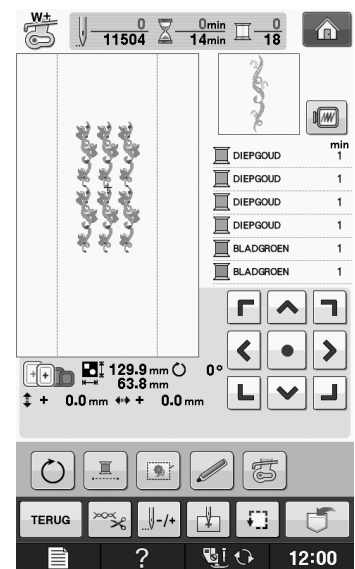 W+
0 0min 0
11504 14min 18
min
DIEPGOUD 1
DIEPGOUD 1
DIEPGOUD 1
DIEPGOUD 1
BLADGROEN 1
BLADGROEN 1
129.9 mm 0°
63.8 mm
+ 0.0 mm + 0.0 mm
TERUG -/+
? 12:00